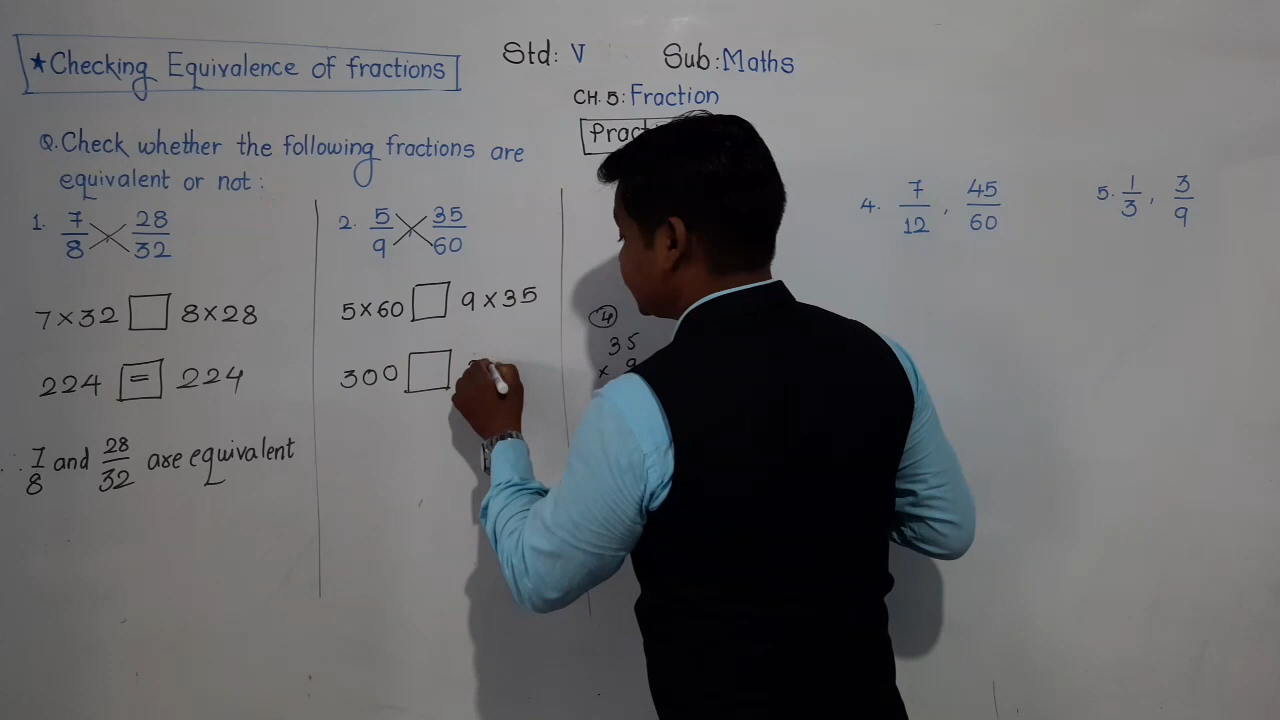 ★Checking Equivalence of fractions
Std: V Sub: Maths
CH. 5: Fraction
Q. Check whether the following fractions are
equivalent or not:
1. 7/8 28/32
7×32 □ 8×28
224 = 224
∴ 7/8 and 28/32 are equivalent
2. 5/9 35/60
5×60 □ 9×35
300 □
4
35
×
4. 7/12, 45/60
5. 1/3, 3/9